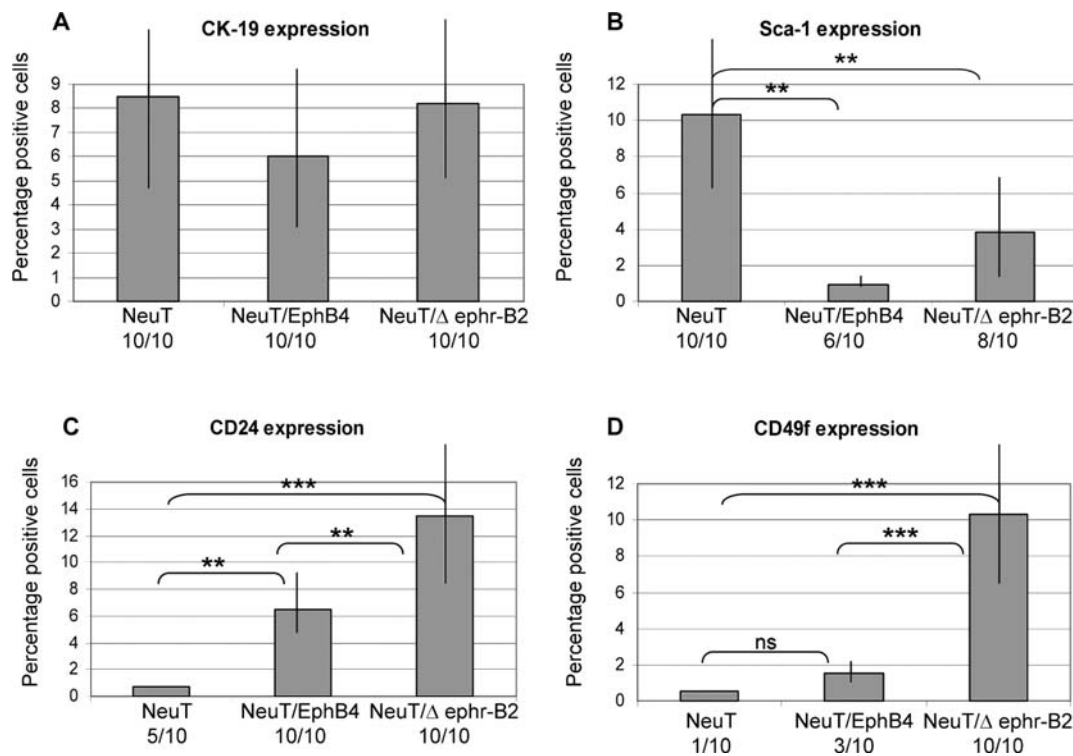 A
CK-19 expression
Percentage positive cells
9
8
7
6
5
4
3
2
1
0
NeuT NeuT/EphB4 NeuT/Δ ephr-B2
10/10 10/10 10/10
B
Sca-1 expression
Percentage positive cells
12
10
8
6
4
2
0
**
**
NeuT NeuT/EphB4 NeuT/Δ ephr-B2
10/10 6/10 8/10
C
CD24 expression
Percentage positive cells
16
14
12
10
8
6
4
2
0
***
**
**
NeuT NeuT/EphB4 NeuT/Δ ephr-B2
5/10 10/10 10/10
D
CD49f expression
Percentage positive cells
12
10
8
6
4
2
0
***
***
ns
NeuT NeuT/EphB4 NeuT/Δ ephr-B2
1/10 3/10 10/10